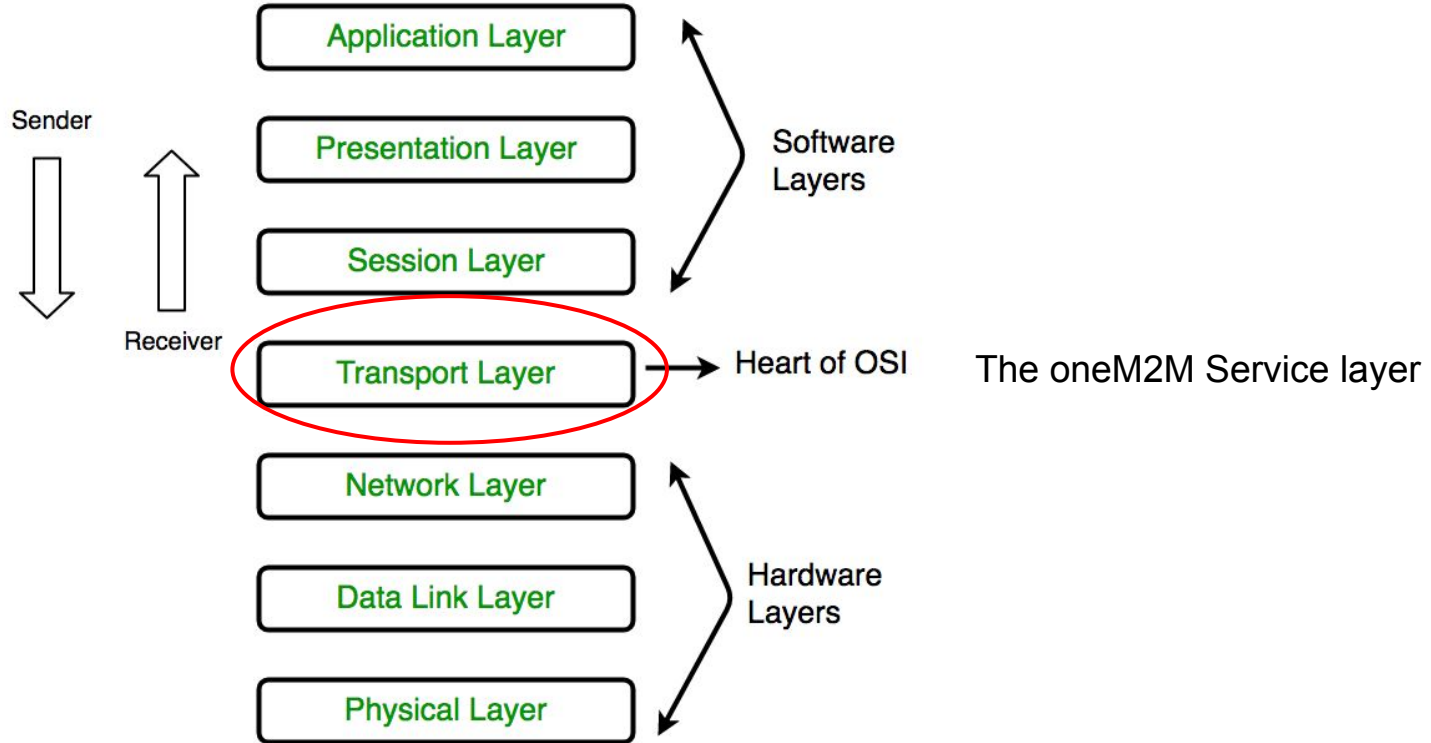 Application Layer
Sender
Presentation Layer
Software
Layers
Session Layer
Receiver
Transport Layer
Heart of OSI
The oneM2M Service layer
Network Layer
Data Link Layer
Hardware
Layers
Physical Layer